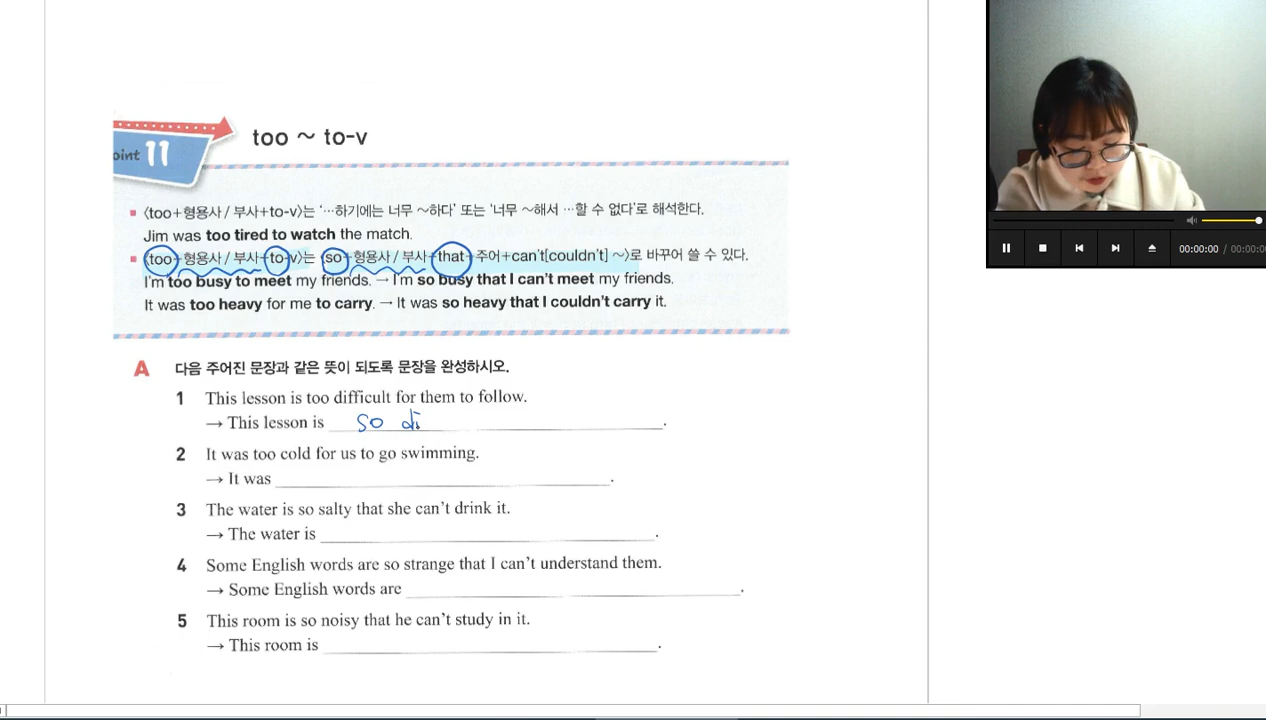 oint 11
too ~ to-v
〈too+형용사 / 부사+to-v〉는 '…하기에는 너무 ~하다' 또는 '너무 ~해서 …할 수 없다'로 해석한다.
Jim was too tired to watch the match.
〈too+형용사 / 부사+to-v〉는 〈so+형용사 / 부사+that+주어+can't[couldn't] ~〉로 바꾸어 쓸 수 있다.
I'm too busy to meet my friends. → I'm so busy that I can't meet my friends.
It was too heavy for me to carry. → It was so heavy that I couldn't carry it.
A 다음 주어진 문장과 같은 뜻이 되도록 문장을 완성하시오.
1 This lesson is too difficult for them to follow.
→ This lesson is so di .
2 It was too cold for us to go swimming.
→ It was .
3 The water is so salty that she can't drink it.
→ The water is .
4 Some English words are so strange that I can't understand them.
→ Some English words are .
5 This room is so noisy that he can't study in it.
→ This room is .
00:00:00 / 00:00:0